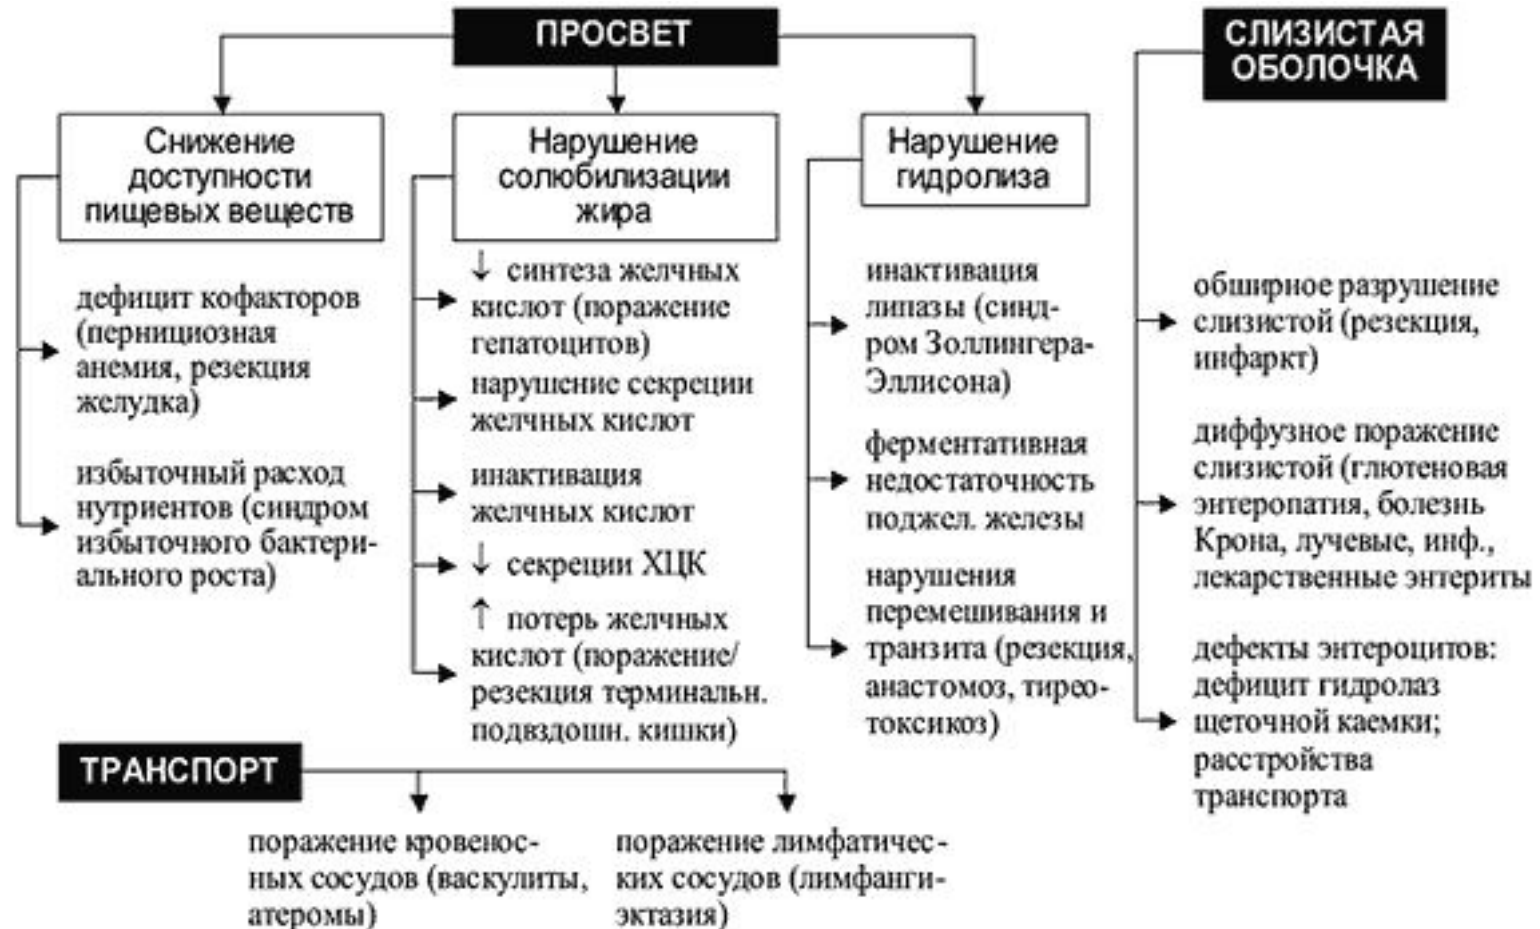 ПРОСВЕТ
Снижение
доступности
пищевых веществ
дефицит кофакторов
(пернициозная
анемия, резекция
желудка)
избыточный расход
нутриентов (синдром
избыточного бактери-
ального роста)
Нарушение
солюбилизации
жира
↓ синтеза желчных
кислот (поражение
гепатоцитов)
нарушение секреции
желчных кислот
инактивация
желчных кислот
↓ секреции ХЦК
↑ потерь желчных
кислот (поражение/
резекция терминальн.
подвздошн. кишки)
Нарушение
гидролиза
инактивация
липазы (синд-
ром Золлингера-
Эллисона)
ферментативная
недостаточность
поджел. железы
нарушения
перемешивания и
транзита (резекция,
анастомоз, тирео-
токсикоз)
СЛИЗИСТАЯ
ОБОЛОЧКА
обширное разрушение
слизистой (резекция,
инфаркт)
диффузное поражение
слизистой (глютеновая
энтеропатия, болезнь
Крона, лучевые, инф.,
лекарственные энтериты
дефекты энтероцитов:
дефицит гидролаз
щеточной каемки;
расстройства
транспорта
ТРАНСПОРТ
поражение кровенос-
ных сосудов (васкулиты,
атеромы)
поражение лимфатичес-
ких сосудов (лимфанги-
эктазия)